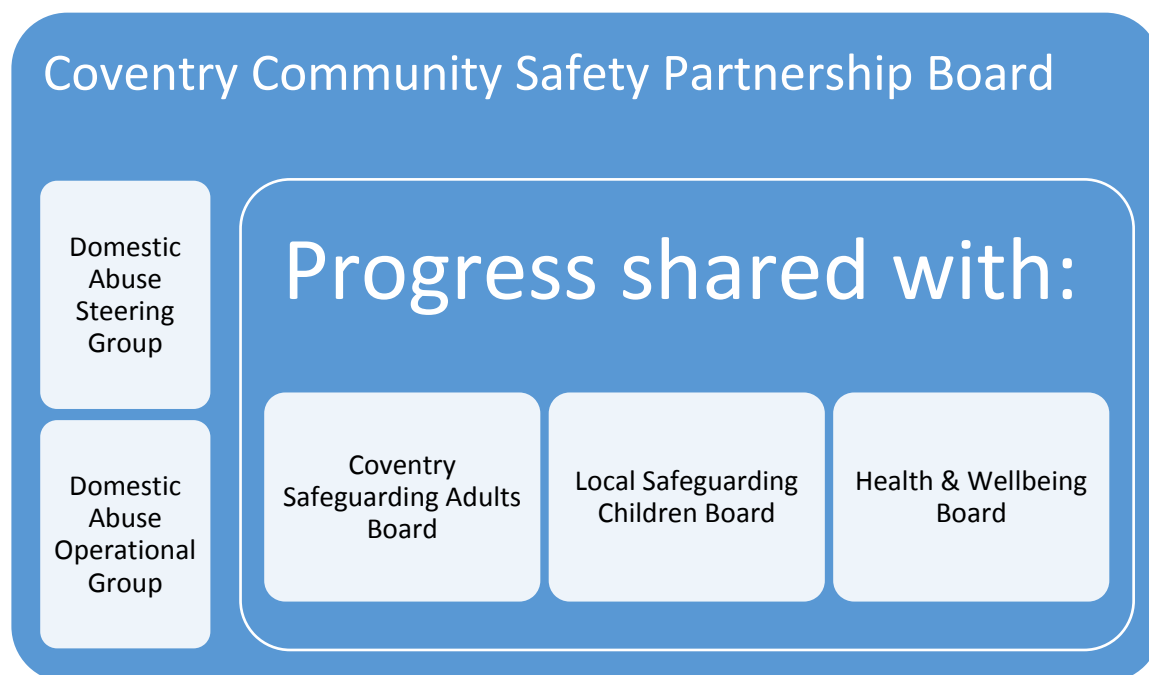 Coventry Community Safety Partnership Board
Domestic
Abuse
Steering
Group
Domestic
Abuse
Operational
Group
Progress shared with:
Coventry
Safeguarding Adults
Board
Local Safeguarding
Children Board
Health & Wellbeing
Board